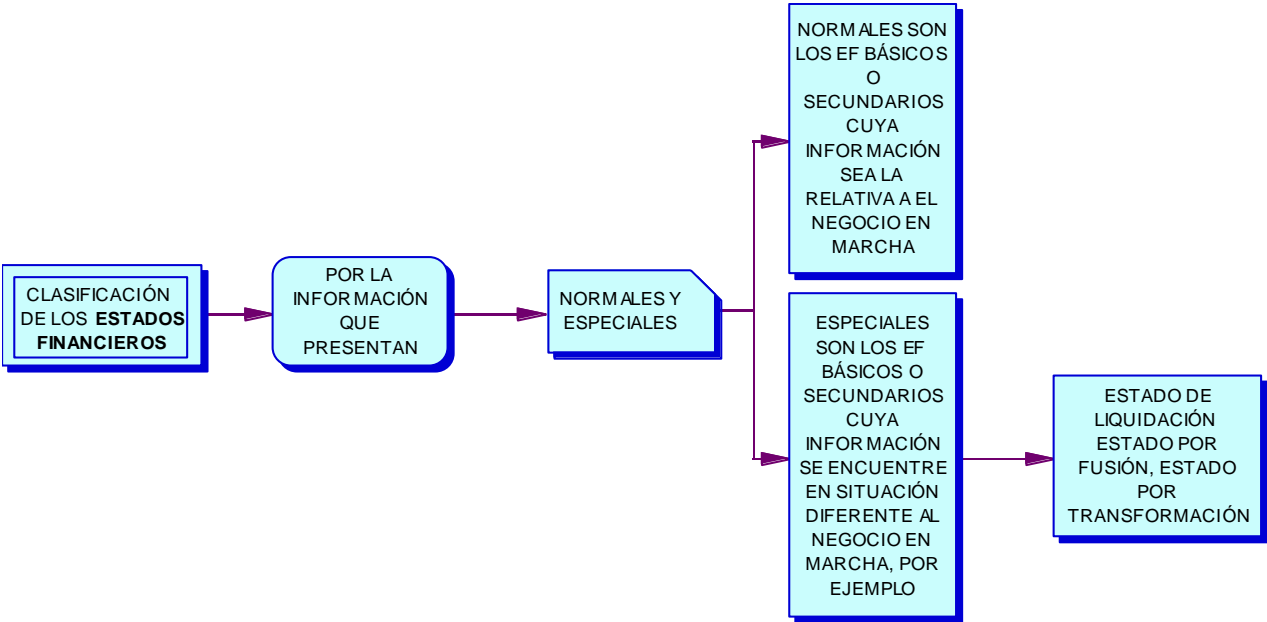 CLASIFICACIÓN
DE LOS ESTADOS
FINANCIEROS
POR LA
INFORMACIÓN
QUE
PRESENTAN
NORMALES Y
ESPECIALES
NORMALES SON
LOS EF BÁSICOS
O
SECUNDARIOS
CUYA
INFORMACIÓN
SEA LA
RELATIVA A EL
NEGOCIO EN
MARCHA
ESPECIALES
SON LOS EF
BÁSICOS O
SECUNDARIOS
CUYA
INFORMACIÓN
SE ENCUENTRE
EN SITUACIÓN
DIFERENTE AL
NEGOCIO EN
MARCHA, POR
EJEMPLO
ESTADO DE
LIQUIDACIÓN
ESTADO POR
FUSIÓN, ESTADO
POR
TRANSFORMACIÓN